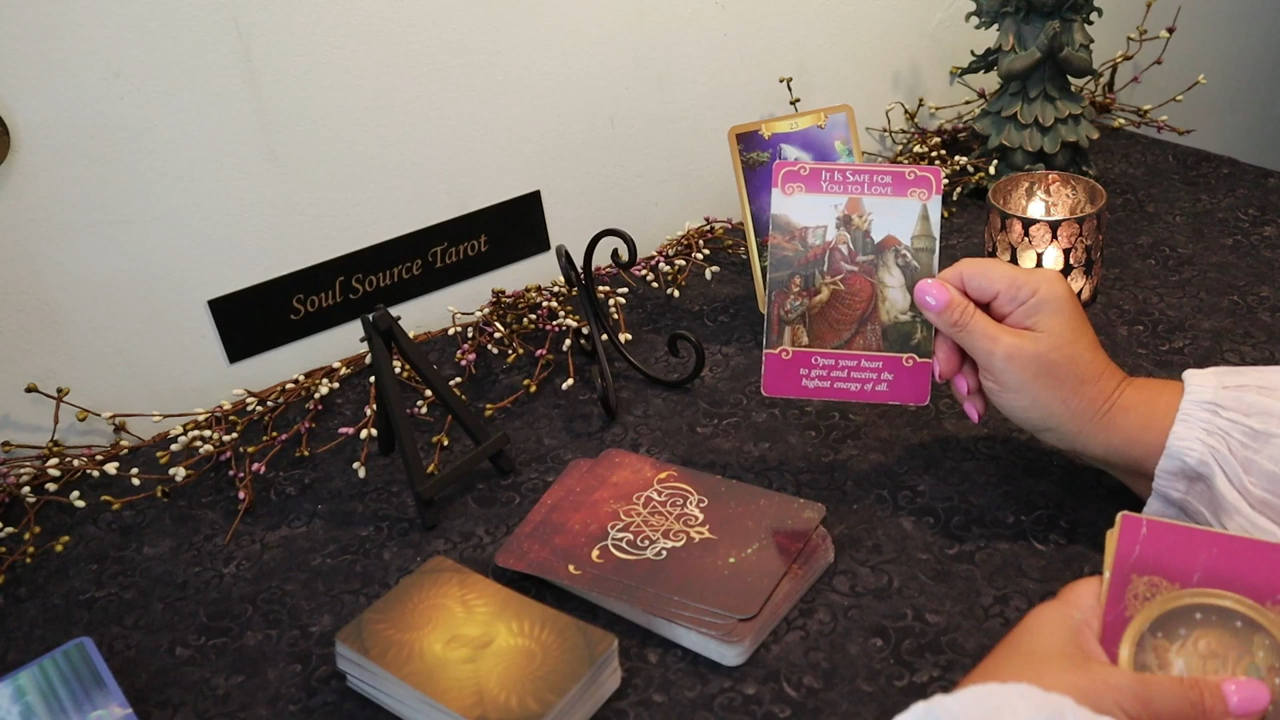 Soul Source Tarot
23
It Is Safe for
You to Love
Open your heart
to give and receive the
highest energy of all.